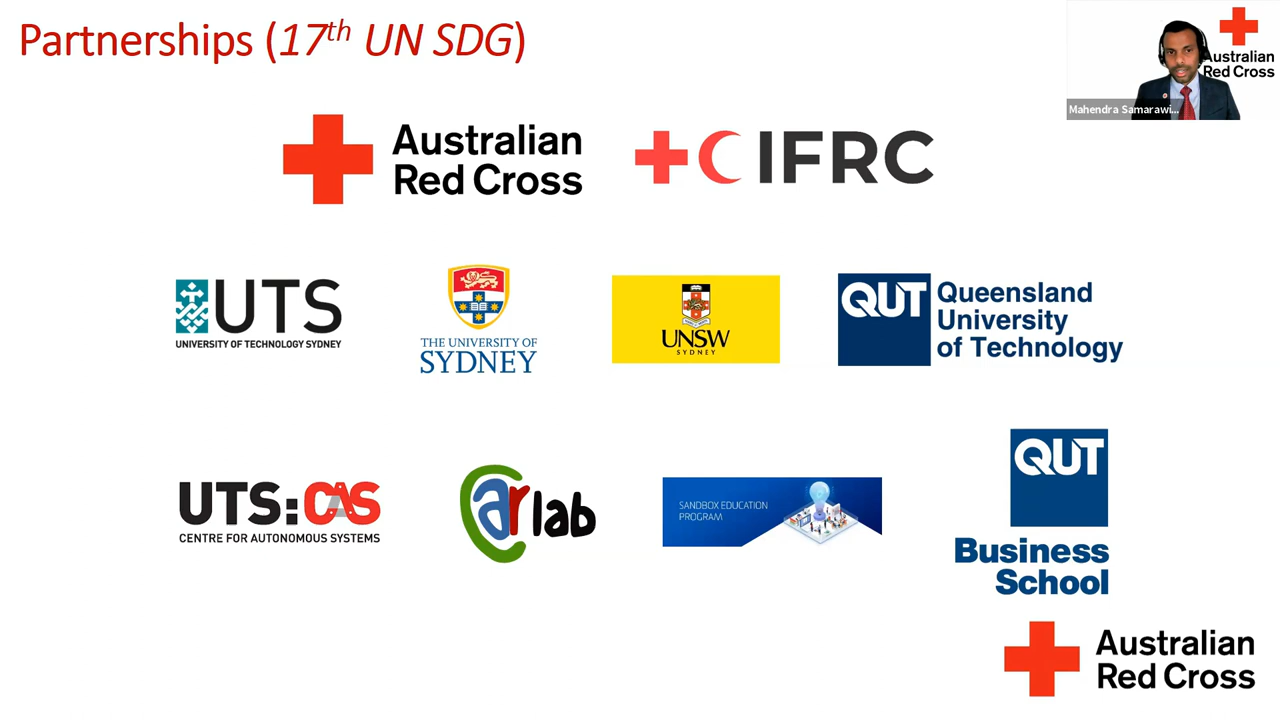 Partnerships (17th UN SDG)
Australian
Red Cross
Mahendra Samarawi...
Australian
Red Cross
IFRC
UTS
UNIVERSITY OF TECHNOLOGY SYDNEY
THE UNIVERSITY OF
SYDNEY
UNSW
SYDNEY
QUT
Queensland
University
of Technology
UTS:CAS
CENTRE FOR AUTONOMOUS SYSTEMS
Carlab
SANDBOX EDUCATION
PROGRAM
QUT
Business
School
Australian
Red Cross